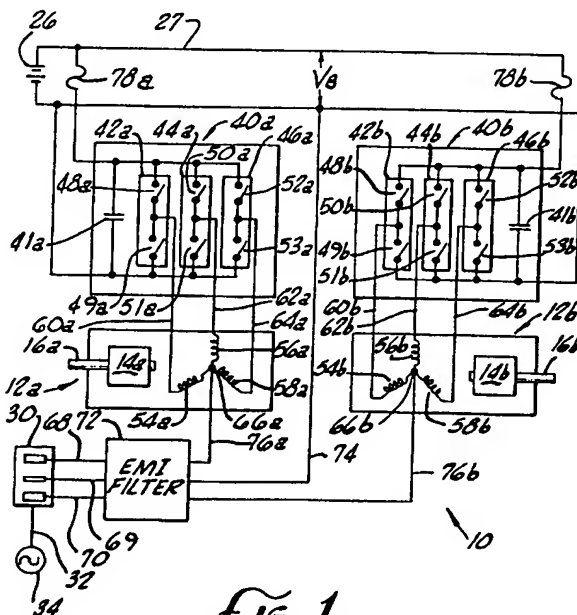 26
27
78a
VB
78b
42a 44a 40a 46a
50a
48a
52a
41a
49a 51a
53a
60a
62a
64a
42b 44b 40b 46b
48b
52b
50b
41b
49b
51b
53b
60b
62b
64b
12b
16a
14a
56a
12a
54a
58a
66a
56b
54b
14b
16b
66b
58b
30 68 72
76a
74
76b
EMI
FILTER
69
70
32
34
10
FIG. 1